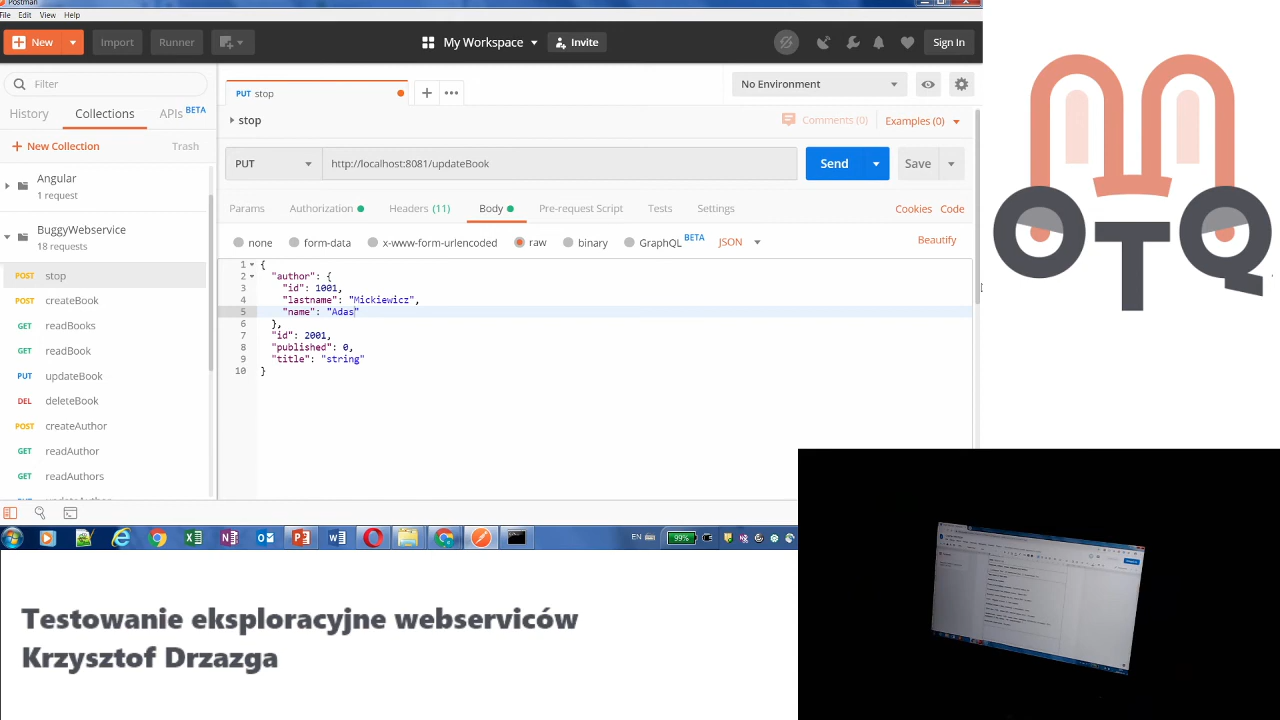 Postman
File Edit View Help
New Import Runner My Workspace Invite Sign In
Filter
History Collections APIs BETA
New Collection Trash
Angular
1 request
BuggyWebservice
18 requests
POST stop
POST createBook
GET readBooks
GET readBook
PUT updateBook
DEL deleteBook
POST createAuthor
GET readAuthor
GET readAuthors
PUT updateAuthor
PUT stop
No Environment
stop Comments (0) Examples (0)
PUT http://localhost:8081/updateBook Send Save
Params Authorization Headers (11) Body Pre-request Script Tests Settings Cookies Code
none form-data x-www-form-urlencoded raw binary GraphQL BETA JSON Beautify
1 {
2 "author": {
3 "id": 1001,
4 "lastname": "Mickiewicz",
5 "name": "Adas"
6 },
7 "id": 2001,
8 "published": 0,
9 "title": "string"
10 }
EN 99%
OTQ
Testowanie eksploracyjne webserviców
Krzysztof Drzazga